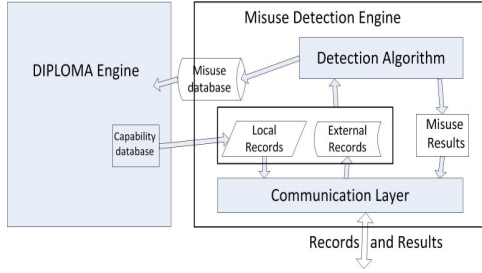 Misuse Detection Engine
DIPLOMA Engine
Misuse
database
Detection Algorithm
Capability
database
Local
Records
External
Records
Misuse
Results
Communication Layer
Records and Results